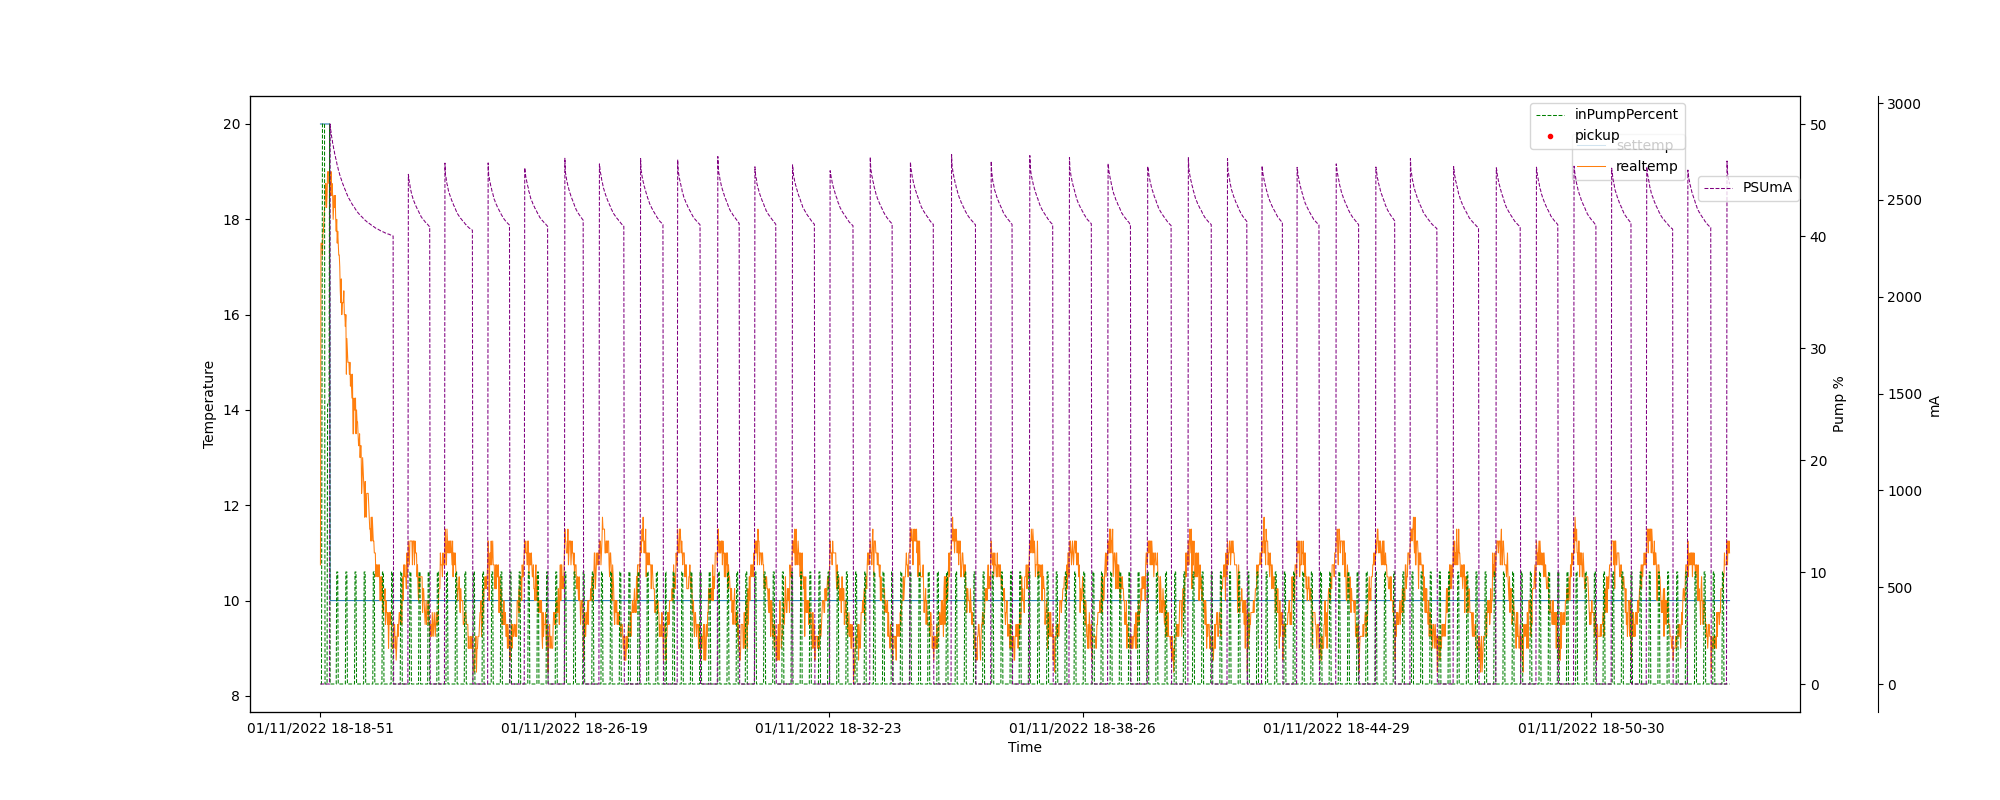 inPumpPercent
pickup
settemp
realtemp
PSUmA
20
18
16
14
12
10
8
Temperature
50
40
30
20
10
0
Pump %
3000
2500
2000
1500
1000
500
0
mA
01/11/2022 18-18-51
01/11/2022 18-26-19
01/11/2022 18-32-23
01/11/2022 18-38-26
01/11/2022 18-44-29
01/11/2022 18-50-30
Time